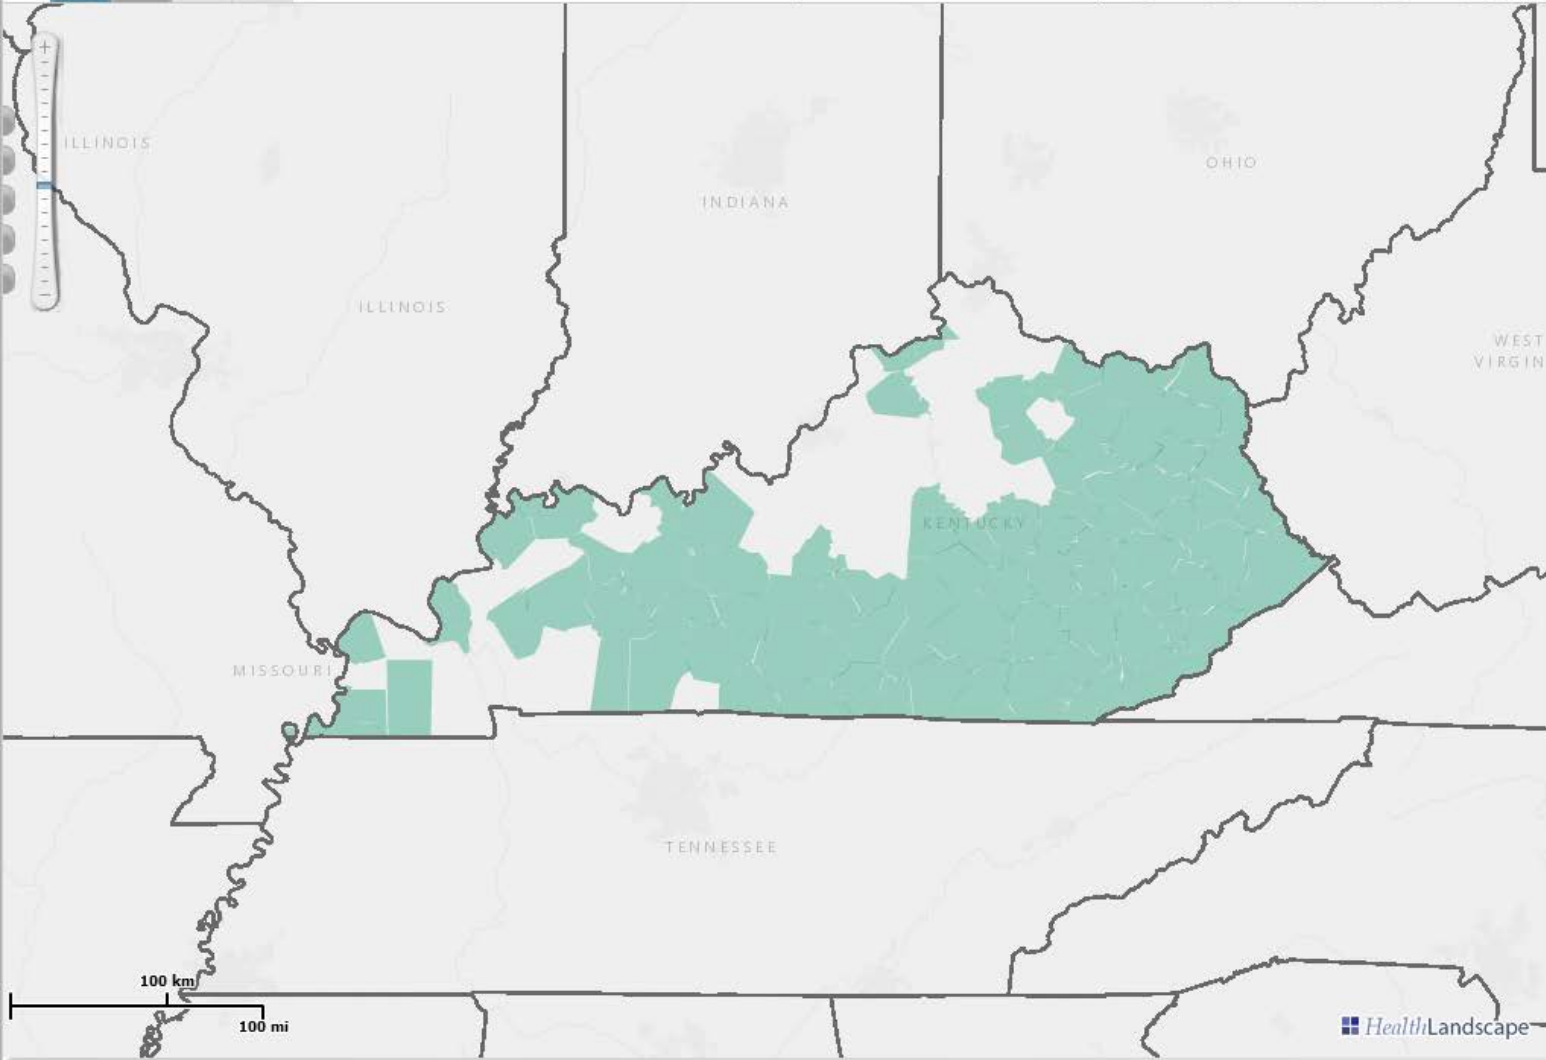 ILLINOIS
OHIO
INDIANA
ILLINOIS
WEST
VIRGIN
KENTUCKY
MISSOURI
TENNESSEE
100 km
100 mi
HealthLandscape